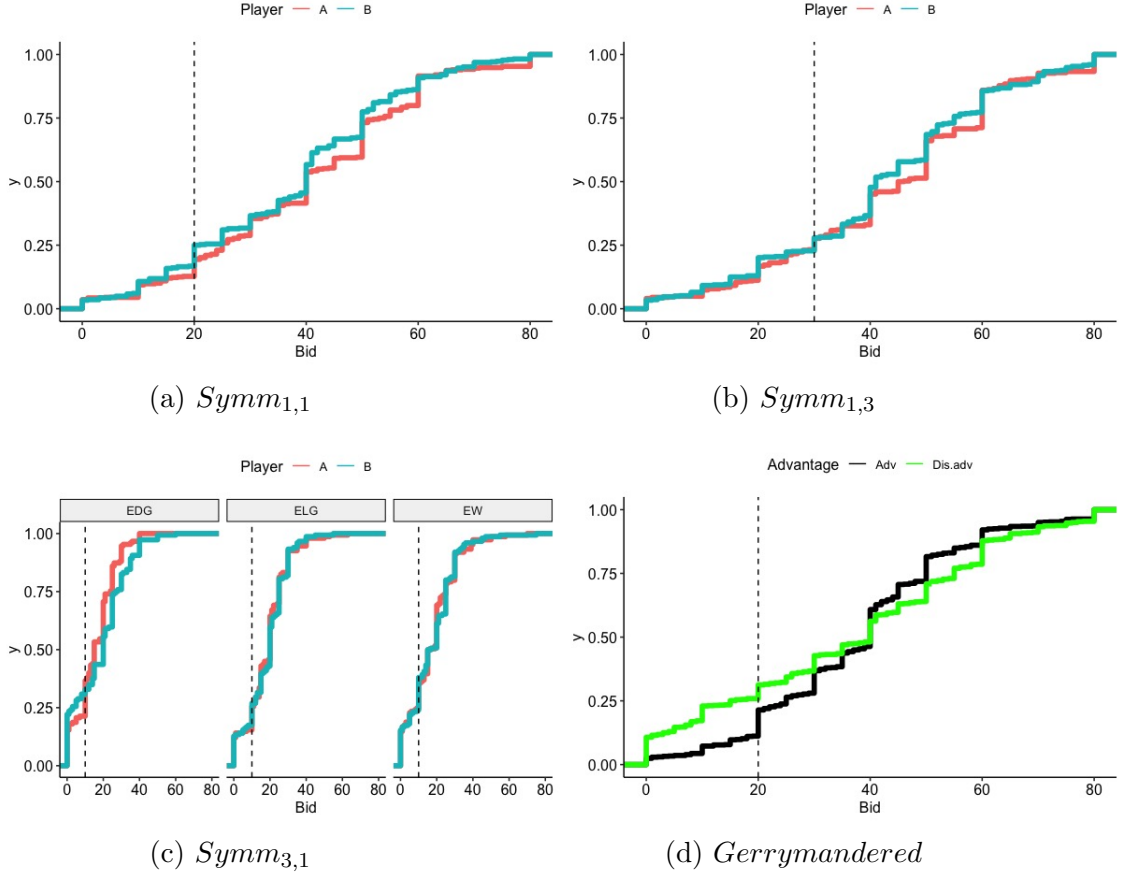 Player A B
1.00
0.75
0.50
0.25
0.00
y
0 20 40 60 80
Bid
(a) Symm1,1
Player A B
1.00
0.75
0.50
0.25
0.00
y
0 20 40 60 80
Bid
(b) Symm1,3
Player A B
EDG ELG EW
1.00
0.75
0.50
0.25
0.00
y
0 20 40 60 80 0 20 40 60 80 0 20 40 60 80
Bid
(c) Symm3,1
Advantage Adv Dis.adv
1.00
0.75
0.50
0.25
0.00
y
0 20 40 60 80
Bid
(d) Gerrymandered